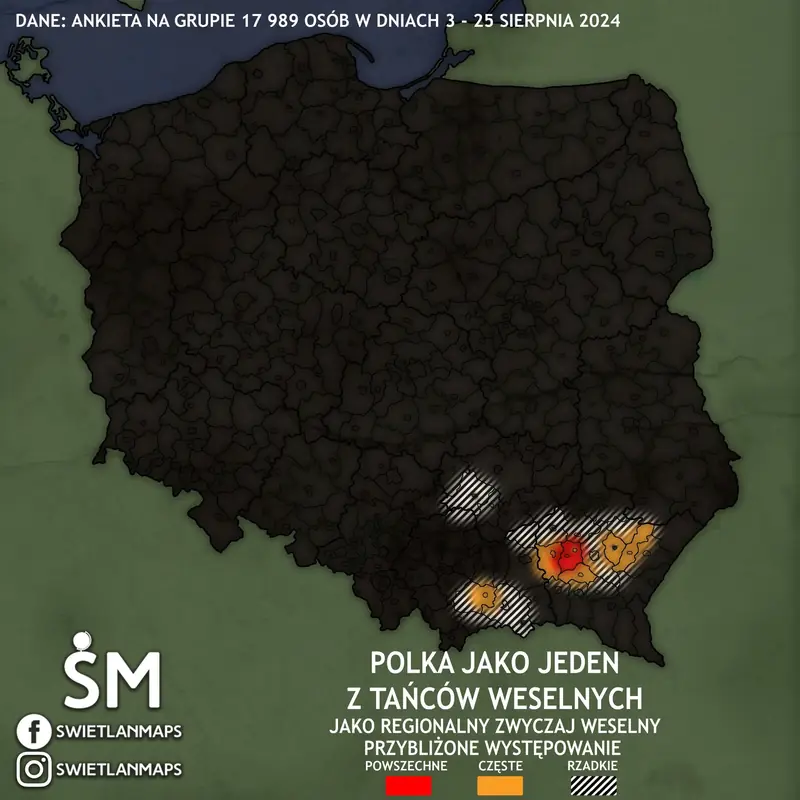 DANE: ANKIETA NA GRUPIE 17 989 OSÓB W DNIACH 3 - 25 SIERPNIA 2024
ŚM
SWIETLANMAPS
SWIETLANMAPS
POLKA JAKO JEDEN
Z TAŃCÓW WESELNYCH
JAKO REGIONALNY ZWYCZAJ WESELNY
PRZYBLIŻONE WYSTĘPOWANIE
POWSZECHNE CZĘSTE RZADKIE